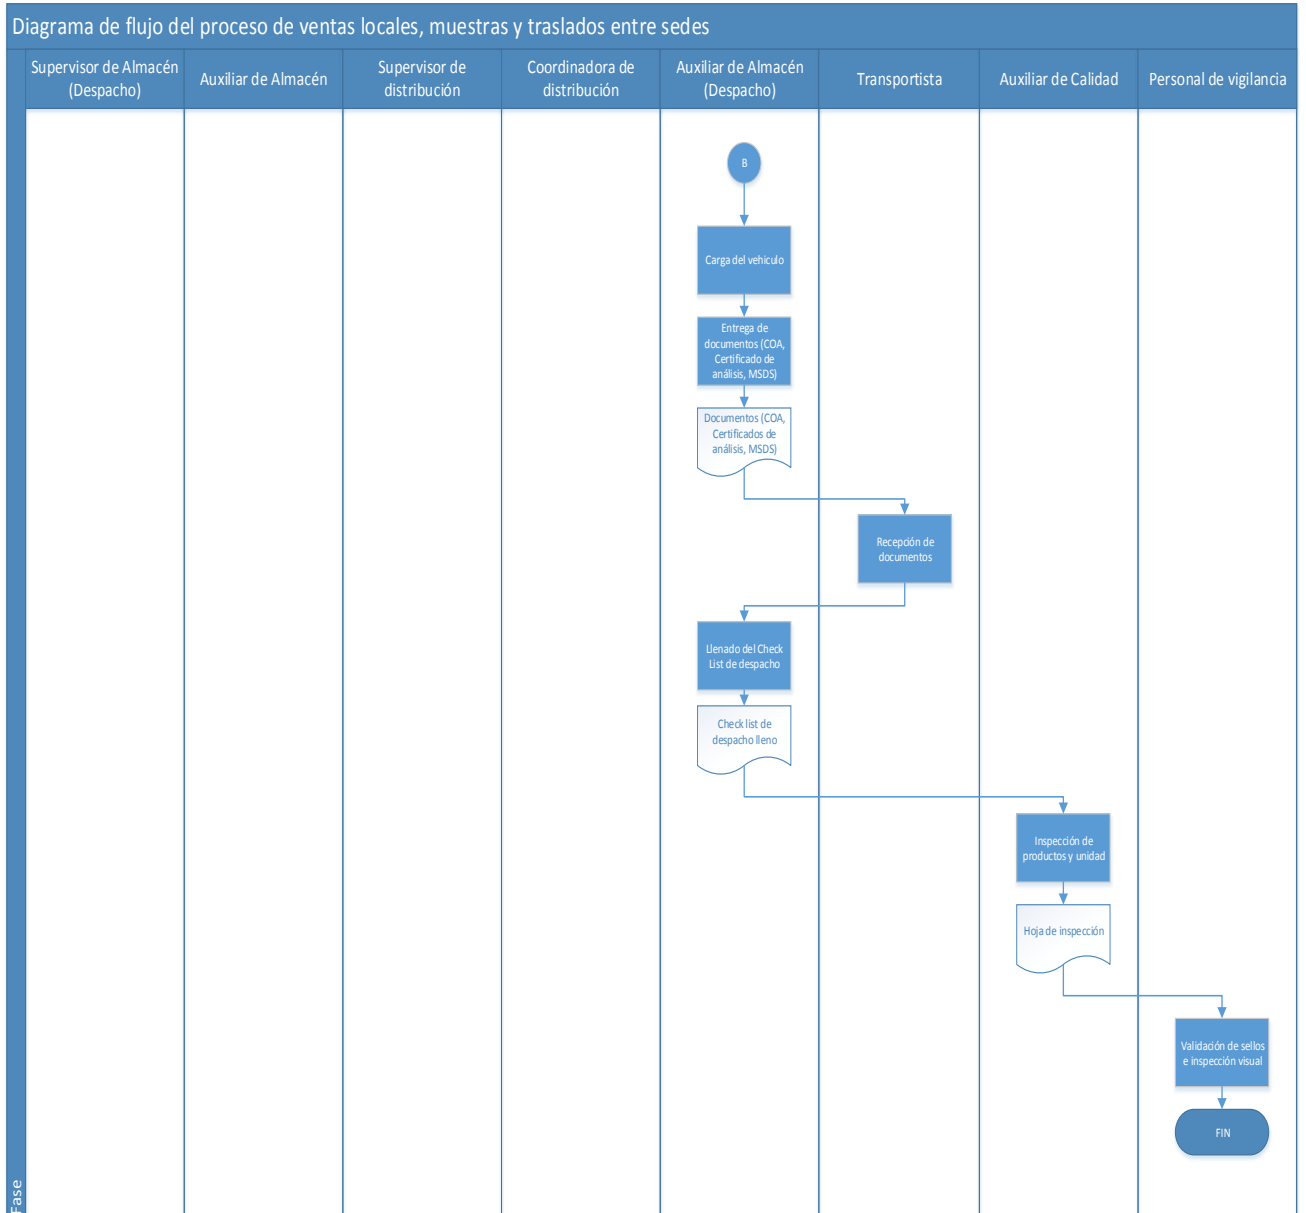 Diagrama de flujo del proceso de ventas locales, muestras y traslados entre sedes
Supervisor de Almacén
(Despacho)
Auxiliar de Almacén
Supervisor de
distribución
Coordinadora de
distribución
Auxiliar de Almacén
(Despacho)
Transportista
Auxiliar de Calidad
Personal de vigilancia
B
Carga del vehiculo
Entrega de
documentos (COA,
Certificado de
análisis, MSDS)
Documentos (COA,
Certificados de
análisis, MSDS)
Recepción de
documentos
Llenado del Check
List de despacho
Check list de
despacho lleno
Inspección de
productos y unidad
Hoja de inspección
Validación de sellos
e inspección visual
FIN
Fase